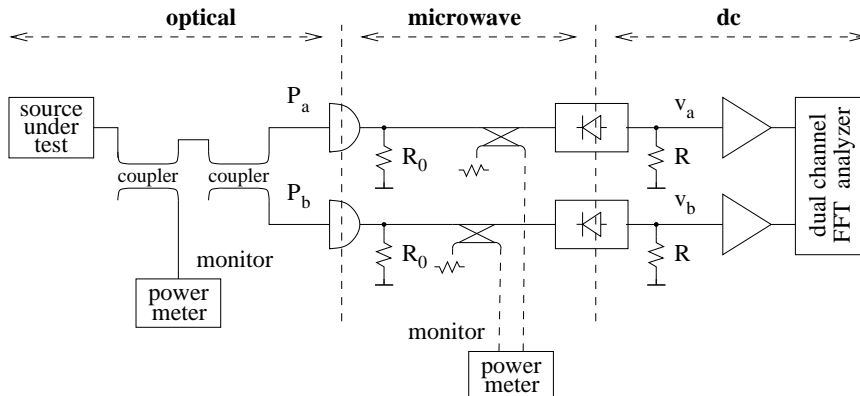 optical
microwave
dc
source
under
test
coupler
coupler
P_a
P_b
R_0
R_0
v_a
v_b
R
R
dual channel
FFT analyzer
monitor
power
meter
monitor
power
meter